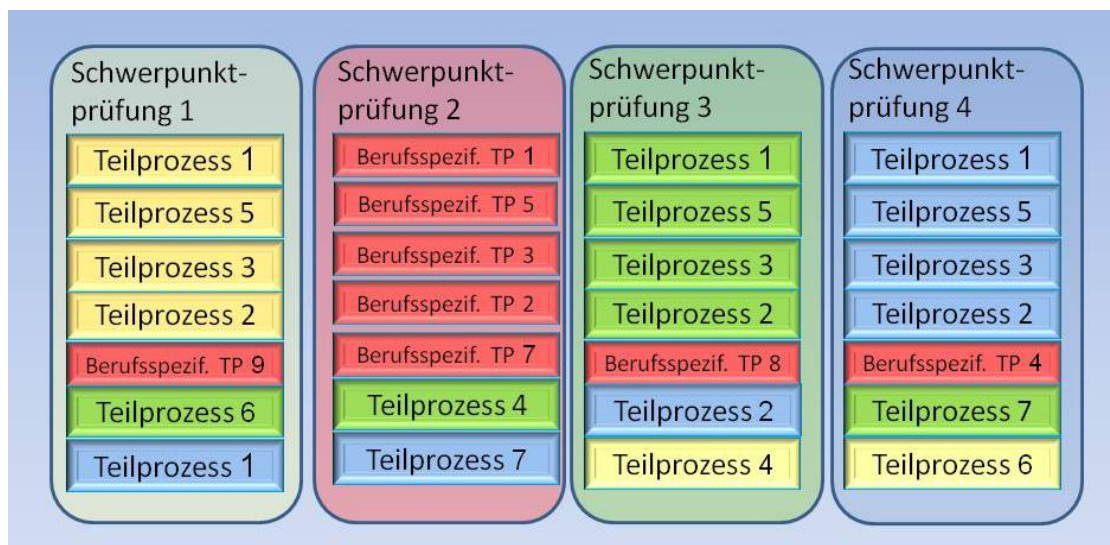 Schwerpunkt-
prüfung 1
Teilprozess 1
Teilprozess 5
Teilprozess 3
Teilprozess 2
Berufsspezif. TP 9
Teilprozess 6
Teilprozess 1
Schwerpunkt-
prüfung 2
Berufsspezif. TP 1
Berufsspezif. TP 5
Berufsspezif. TP 3
Berufsspezif. TP 2
Berufsspezif. TP 7
Teilprozess 4
Teilprozess 7
Schwerpunkt-
prüfung 3
Teilprozess 1
Teilprozess 5
Teilprozess 3
Teilprozess 2
Berufsspezif. TP 8
Teilprozess 2
Teilprozess 4
Schwerpunkt-
prüfung 4
Teilprozess 1
Teilprozess 5
Teilprozess 3
Teilprozess 2
Berufsspezif. TP 4
Teilprozess 7
Teilprozess 6